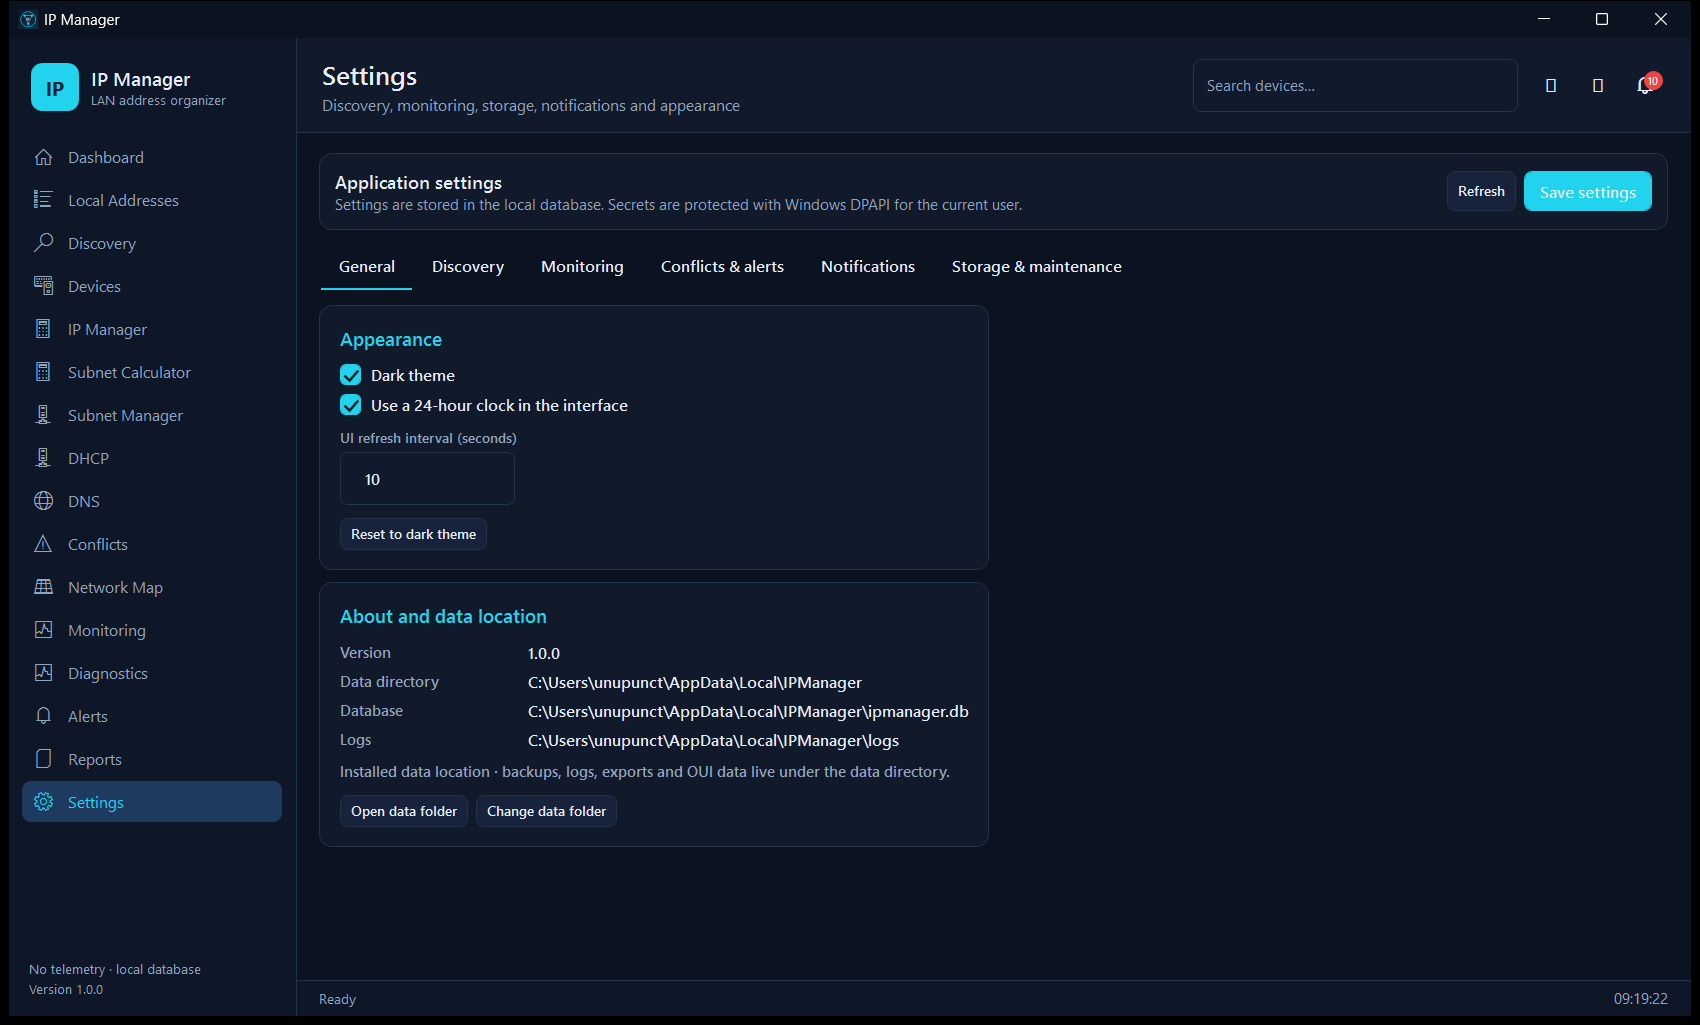 IP Manager
IP
IP Manager
LAN address organizer
Dashboard
Local Addresses
Discovery
Devices
IP Manager
Subnet Calculator
Subnet Manager
DHCP
DNS
Conflicts
Network Map
Monitoring
Diagnostics
Alerts
Reports
Settings
No telemetry · local database
Version 1.0.0
Settings
Discovery, monitoring, storage, notifications and appearance
Search devices...
10
Application settings
Settings are stored in the local database. Secrets are protected with Windows DPAPI for the current user.
Refresh
Save settings
General Discovery Monitoring Conflicts & alerts Notifications Storage & maintenance
Appearance
Dark theme
Use a 24-hour clock in the interface
UI refresh interval (seconds)
10
Reset to dark theme
About and data location
Version 1.0.0
Data directory C:\Users\unupunct\AppData\Local\IPManager
Database C:\Users\unupunct\AppData\Local\IPManager\ipmanager.db
Logs C:\Users\unupunct\AppData\Local\IPManager\logs
Installed data location · backups, logs, exports and OUI data live under the data directory.
Open data folder Change data folder
Ready
09:19:22